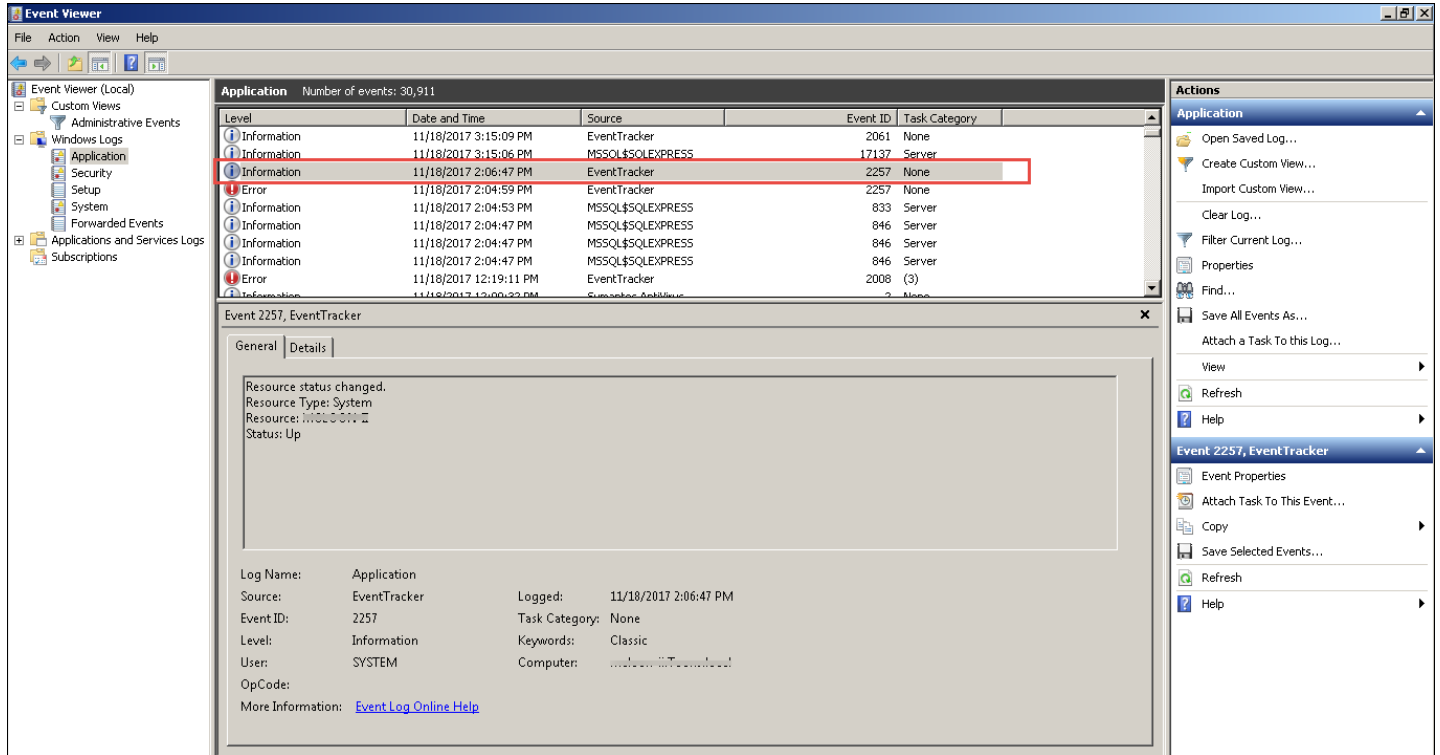 Event Viewer
File Action View Help
Event Viewer (Local)
Custom Views
Administrative Events
Windows Logs
Application
Security
Setup
System
Forwarded Events
Applications and Services Logs
Subscriptions
Application Number of events: 30,911
Level Date and Time Source Event ID Task Category
Information 11/18/2017 3:15:09 PM EventTracker 2061 None
Information 11/18/2017 3:15:06 PM MSSQL$SQLEXPRESS 17137 Server
Information 11/18/2017 2:06:47 PM EventTracker 2257 None
Error 11/18/2017 2:04:59 PM EventTracker 2257 None
Information 11/18/2017 2:04:53 PM MSSQL$SQLEXPRESS 833 Server
Information 11/18/2017 2:04:47 PM MSSQL$SQLEXPRESS 846 Server
Information 11/18/2017 2:04:47 PM MSSQL$SQLEXPRESS 846 Server
Information 11/18/2017 2:04:47 PM MSSQL$SQLEXPRESS 846 Server
Error 11/18/2017 12:19:11 PM EventTracker 2008 (3)
Information 11/18/2017 Symantec AntiVirus 2 None
Event 2257, EventTracker
General Details
Resource status changed.
Resource Type: System
Resource:
Status: Up
Log Name: Application
Source: EventTracker Logged: 11/18/2017 2:06:47 PM
Event ID: 2257 Task Category: None
Level: Information Keywords: Classic
User: SYSTEM Computer:
OpCode:
More Information: Event Log Online Help
Actions
Application
Open Saved Log...
Create Custom View...
Import Custom View...
Clear Log...
Filter Current Log...
Properties
Find...
Save All Events As...
Attach a Task To this Log...
View
Refresh
Help
Event 2257, EventTracker
Event Properties
Attach Task To This Event...
Copy
Save Selected Events...
Refresh
Help